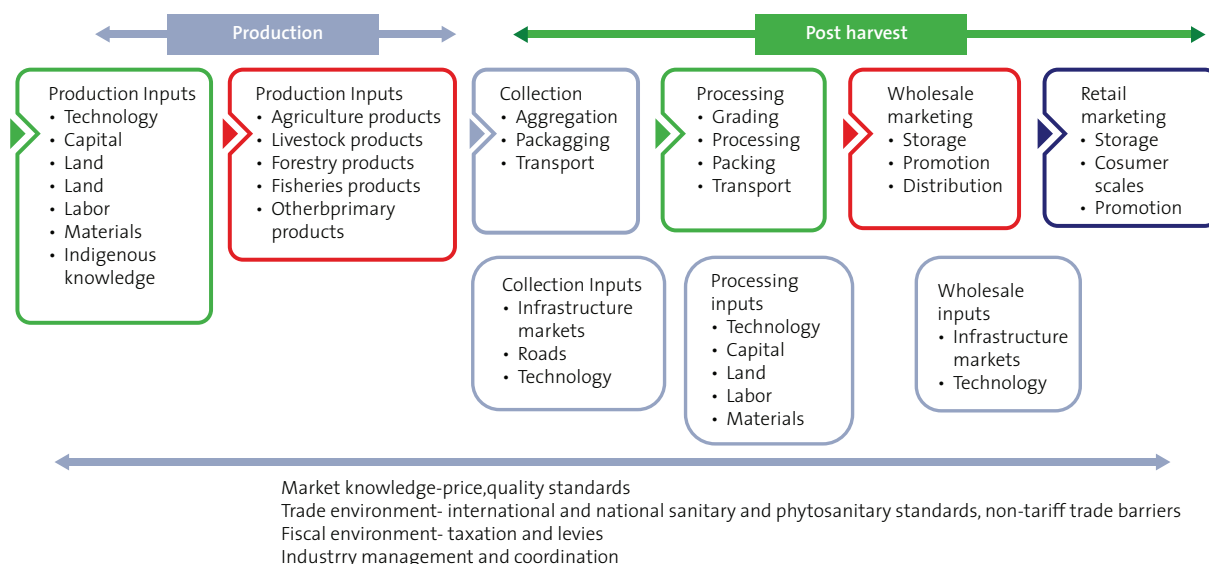 Production
Post harvest
Production Inputs
• Technology
• Capital
• Land
• Land
• Labor
• Materials
• Indigenous
knowledge
Production Inputs
• Agriculture products
• Livestock products
• Forestry products
• Fisheries products
• Otherbprimary
products
Collection
• Aggregation
• Packagging
• Transport
Processing
• Grading
• Processing
• Packing
• Transport
Wholesale
marketing
• Storage
• Promotion
• Distribution
Retail
marketing
• Storage
• Cosumer
scales
• Promotion
Collection Inputs
• Infrastructure
markets
• Roads
• Technology
Processing
inputs
• Technology
• Capital
• Land
• Labor
• Materials
Wholesale
inputs
• Infrastructure
markets
• Technology
Market knowledge-price,quality standards
Trade environment- international and national sanitary and phytosanitary standards, non-tariff trade barriers
Fiscal environment- taxation and levies
Industrry management and coordination